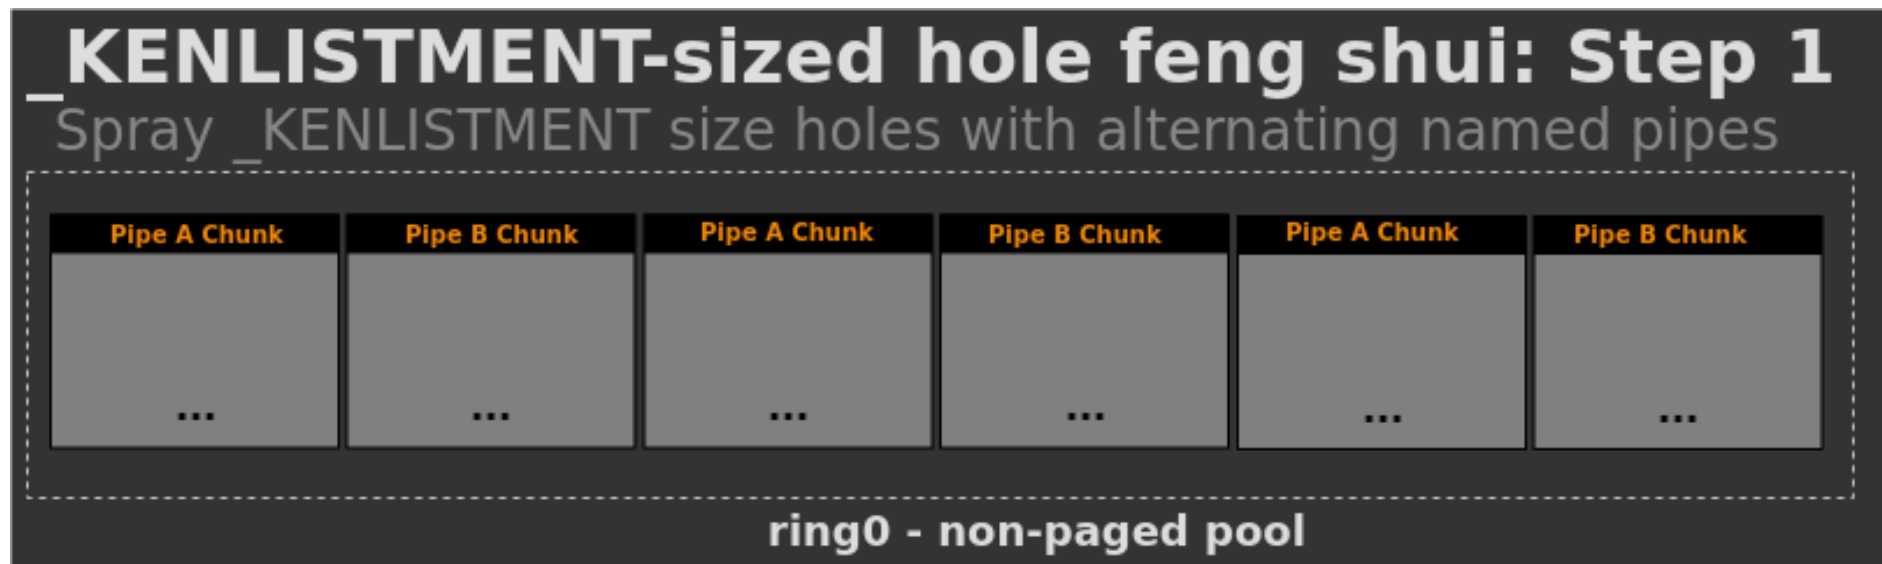 _KENLISTMENT-sized hole feng shui: Step 1
Spray _KENLISTMENT size holes with alternating named pipes
Pipe A Chunk Pipe B Chunk Pipe A Chunk Pipe B Chunk Pipe A Chunk Pipe B Chunk
... ... ... ... ... ...
ring0 - non-paged pool